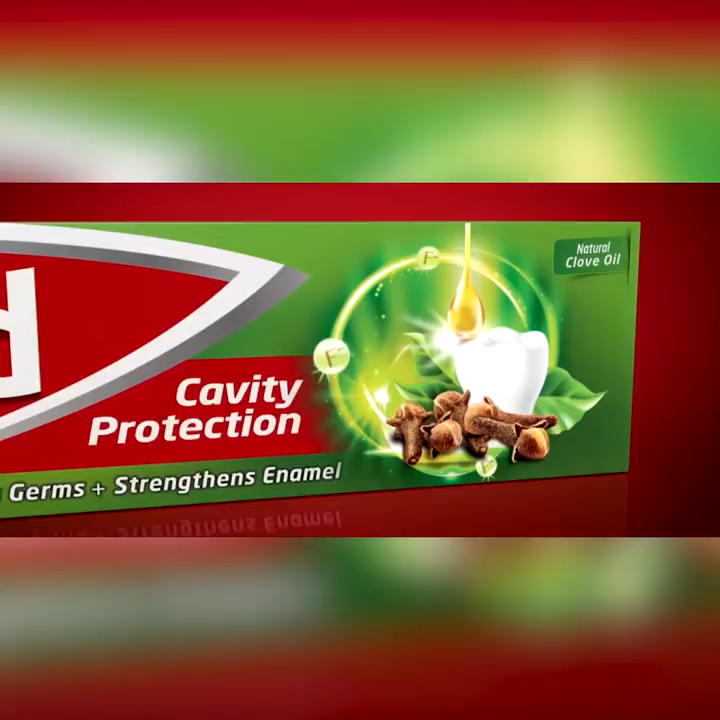 Natural
Clove Oil
d
Cavity
Protection
Germs + Strengthens Enamel
F
F